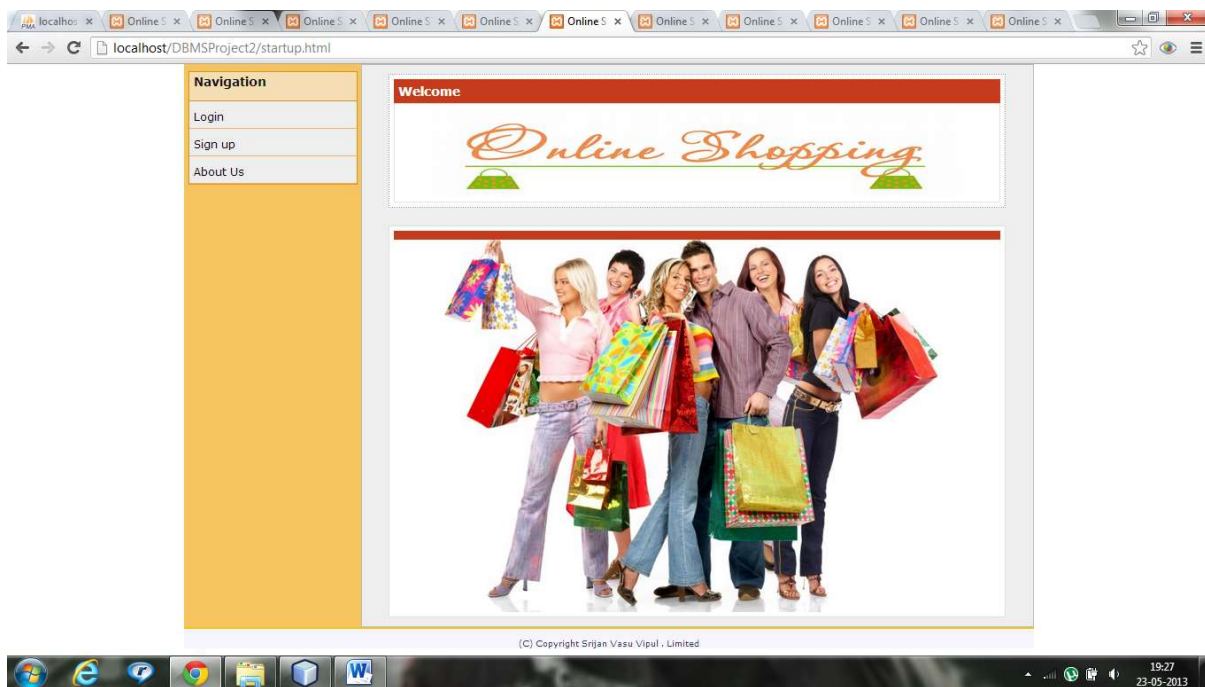 localhos
Online S
Online S
Online S
Online S
Online S
Online S
Online S
Online S
Online S
Online S
Online S
localhost/DBMSProject2/startup.html
Navigation
Login
Sign up
About Us
Welcome
Online Shopping
(C) Copyright Srijan Vasu Vipul , Limited
19:27
23-05-2013